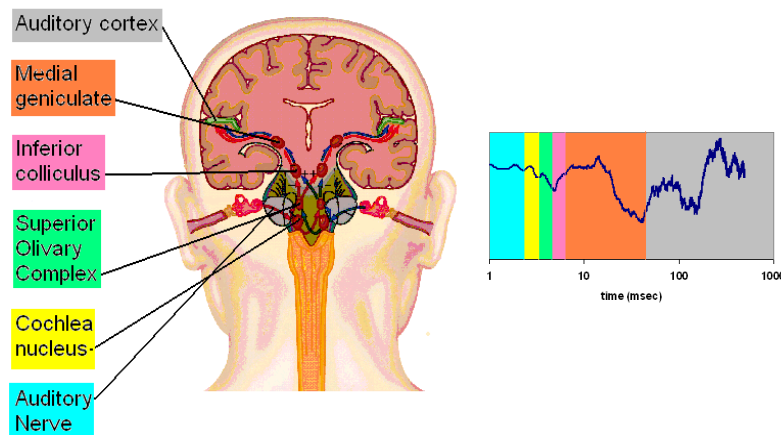 Auditory cortex
Medial
geniculate
Inferior
colliculus
Superior
Olivary
Complex
Cochlea
nucleus
Auditory
Nerve
1 10 100 1000
time (msec)